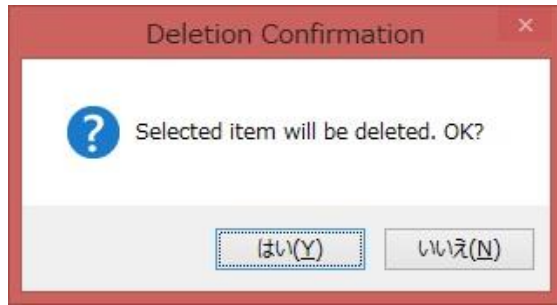 Deletion Confirmation
Selected item will be deleted. OK?
はい(Y)
いいえ(N)